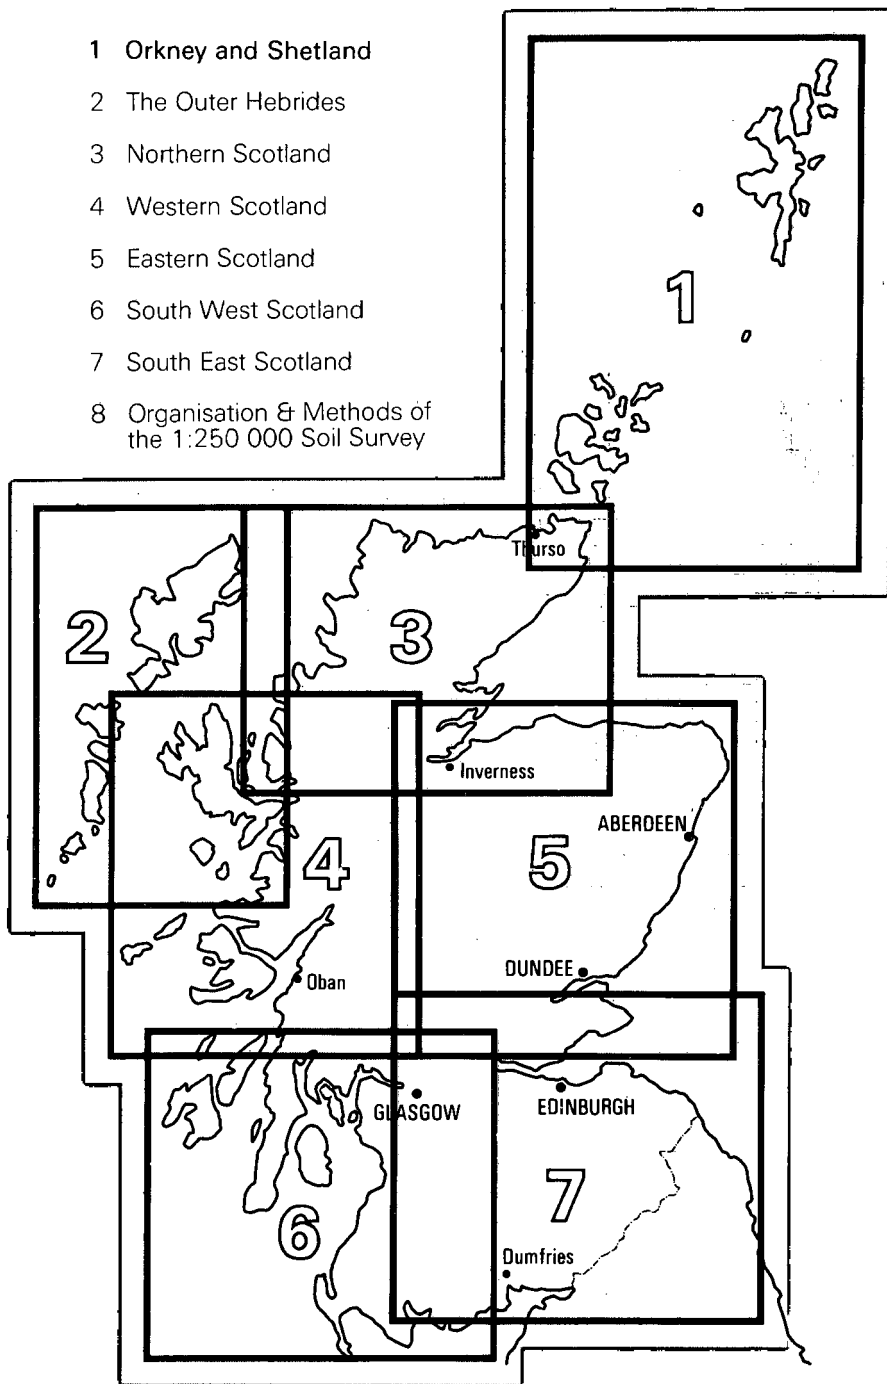 1 Orkney and Shetland
2 The Outer Hebrides
3 Northern Scotland
4 Western Scotland
5 Eastern Scotland
6 South West Scotland
7 South East Scotland
8 Organisation & Methods of
the 1:250 000 Soil Survey
1
Thurso
2
3
Inverness
ABERDEEN
4
5
DUNDEE
Oban
GLASGOW
EDINBURGH
6
7
Dumfries